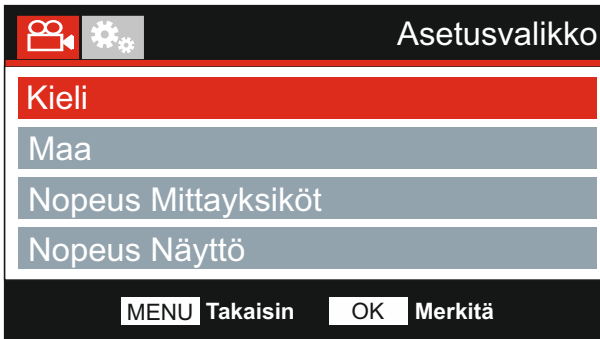 Asetusvalikko
Kieli
Maa
Nopeus Mittayksiköt
Nopeus Näyttö
MENU Takaisin OK Merkitä